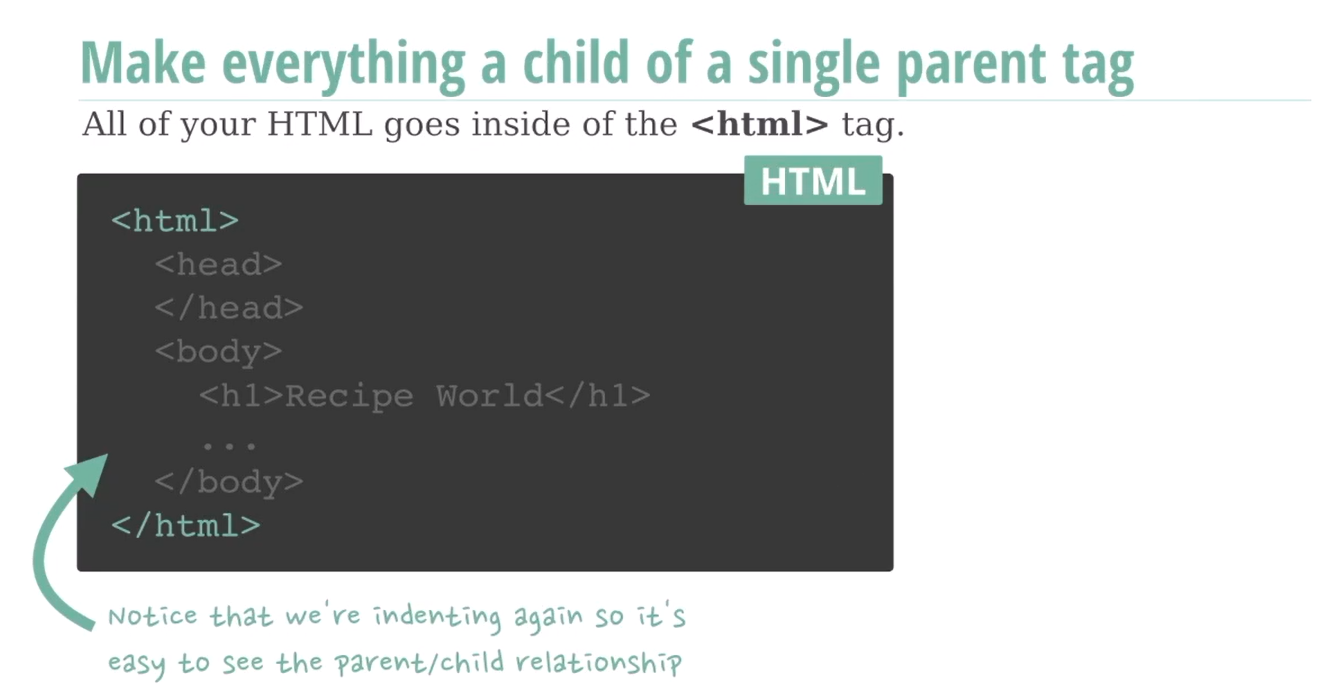 Make everything a child of a single parent tag
All of your HTML goes inside of the <html> tag.
HTML
<html>
<head>
</head>
<body>
<h1>Recipe World</h1>
...
</body>
</html>
Notice that we're indenting again so it's
easy to see the parent/child relationship